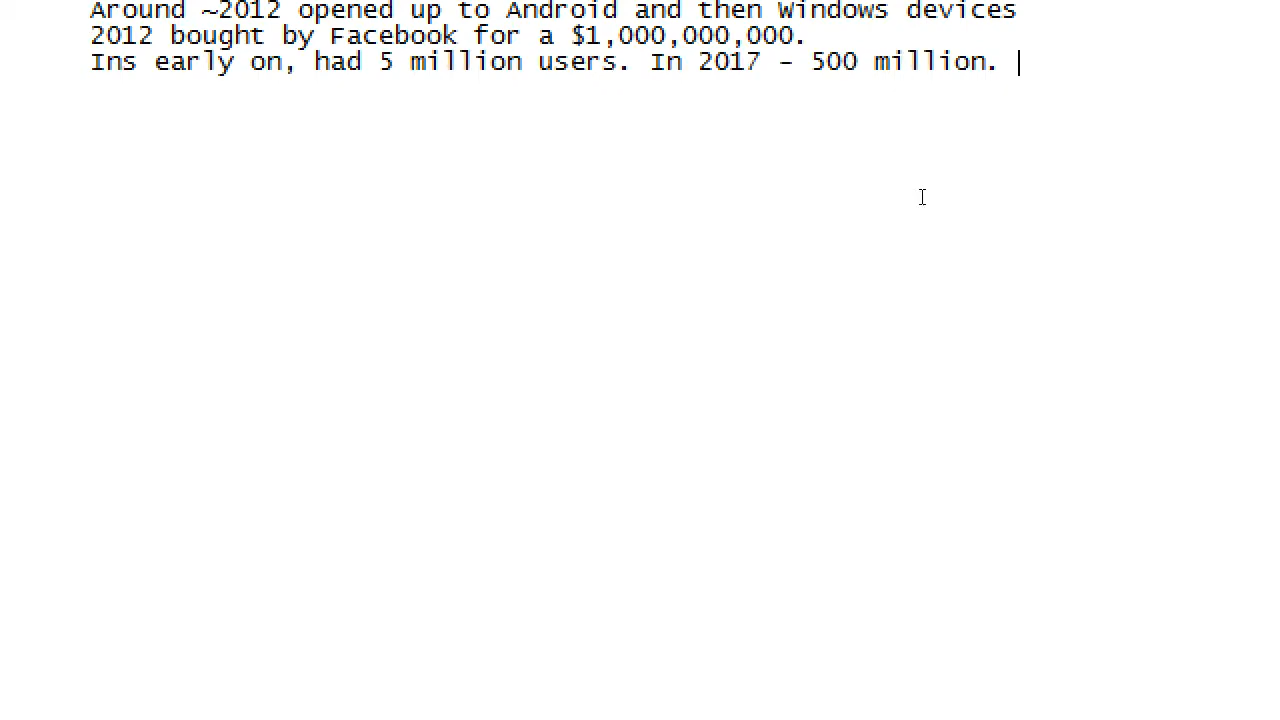 Around ~2012 opened up to Android and then Windows devices
2012 bought by Facebook for a $1,000,000,000.
Ins early on, had 5 million users. In 2017 - 500 million.